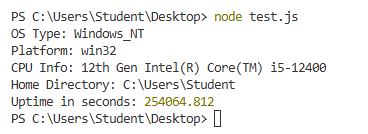 PS C:\Users\Student\Desktop> node test.js
OS Type: Windows_NT
Platform: win32
CPU Info: 12th Gen Intel(R) Core(TM) i5-12400
Home Directory: C:\Users\Student
Uptime in seconds: 254064.812
PS C:\Users\Student\Desktop>